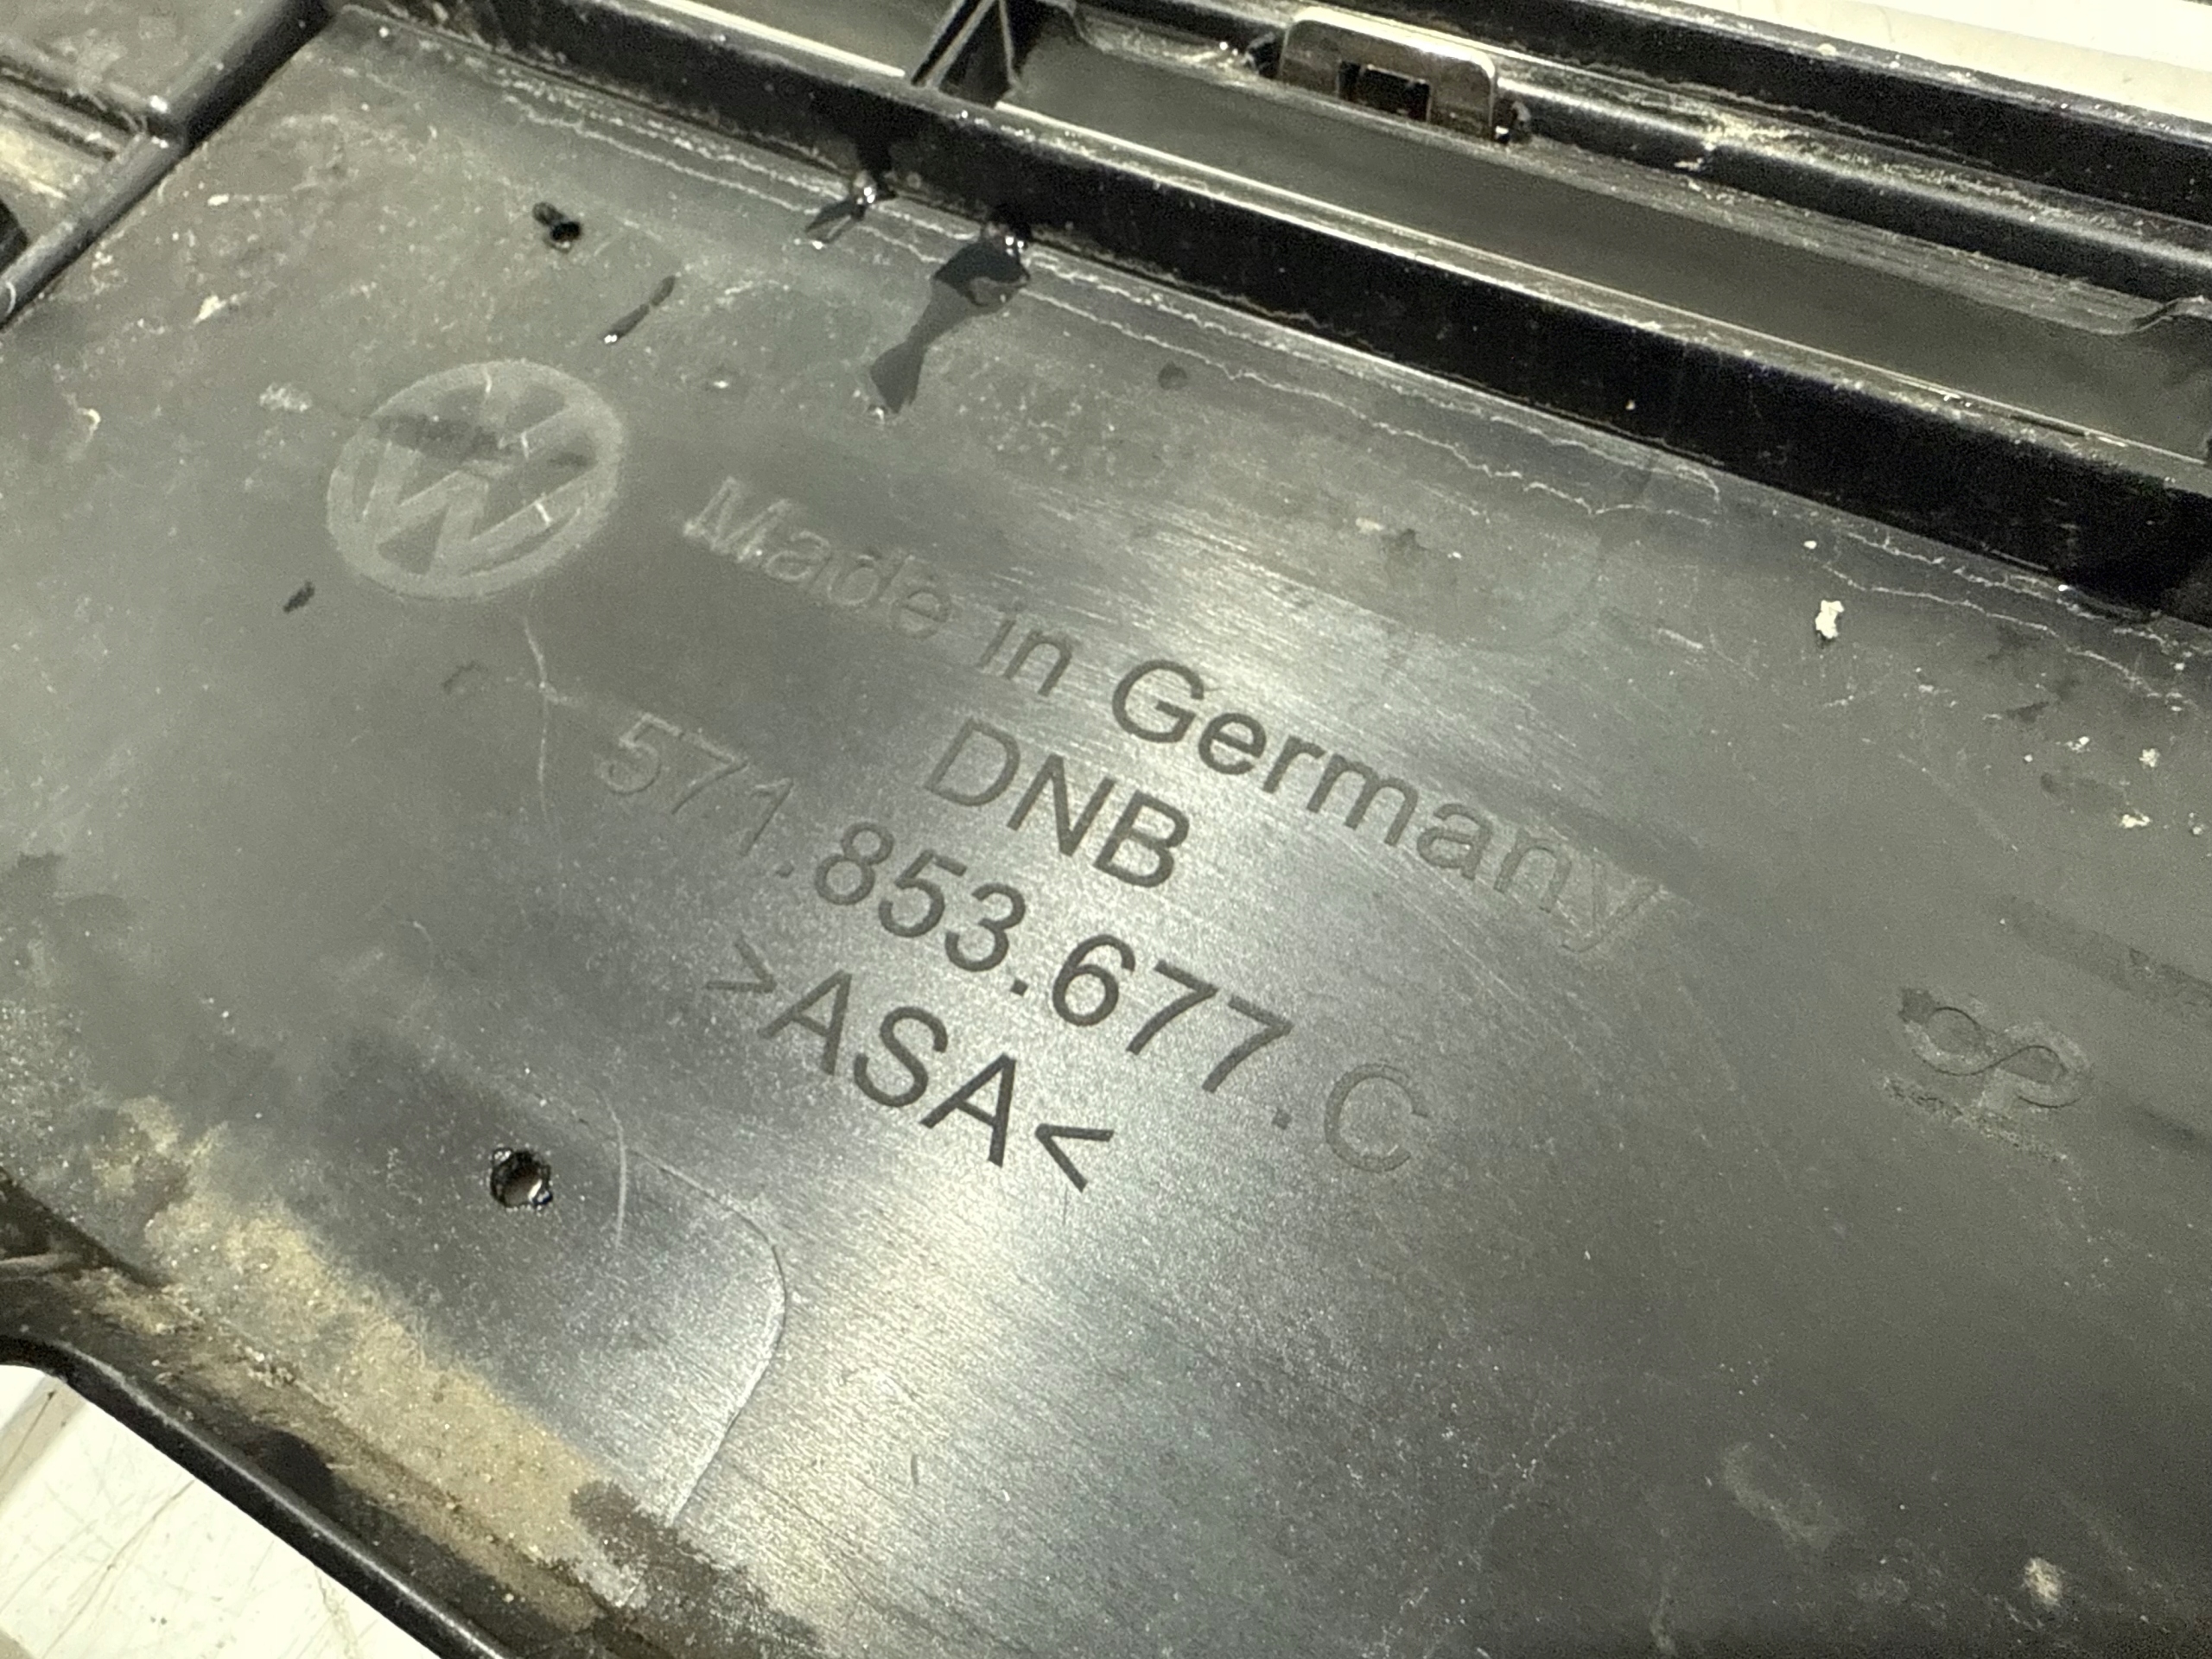 Made in Germany
DNB
571.853.677.C
>ASA<